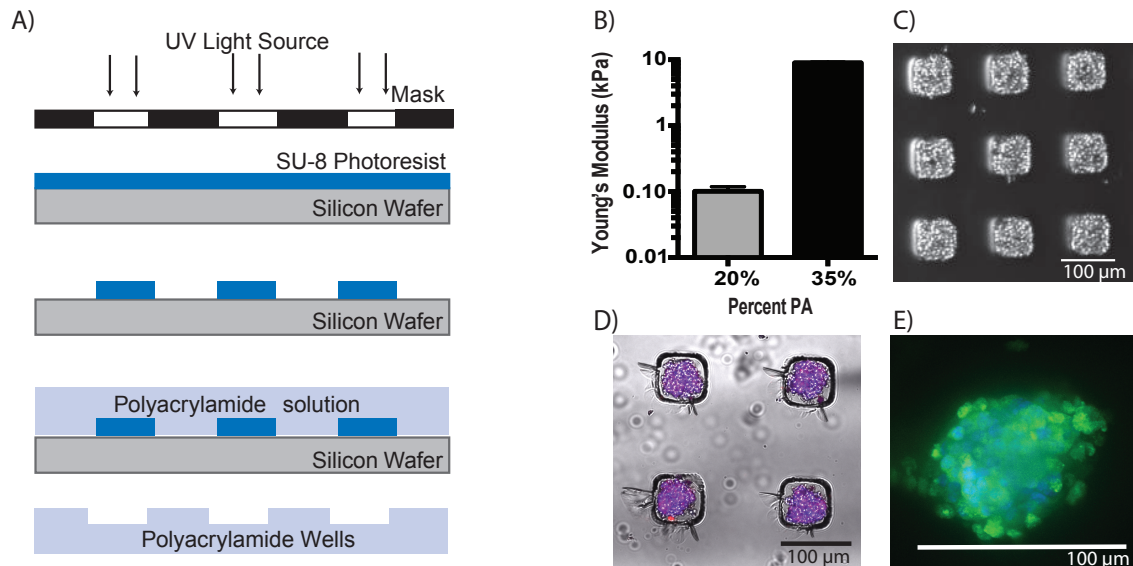 A)
UV Light Source
Mask
SU-8 Photoresist
Silicon Wafer
Silicon Wafer
Polyacrylamide solution
Silicon Wafer
Polyacrylamide Wells
B)
Young's Modulus (kPa)
10
1
0.10
0.01
20% 35%
Percent PA
C)
100 µm
D)
100 µm
E)
100 µm